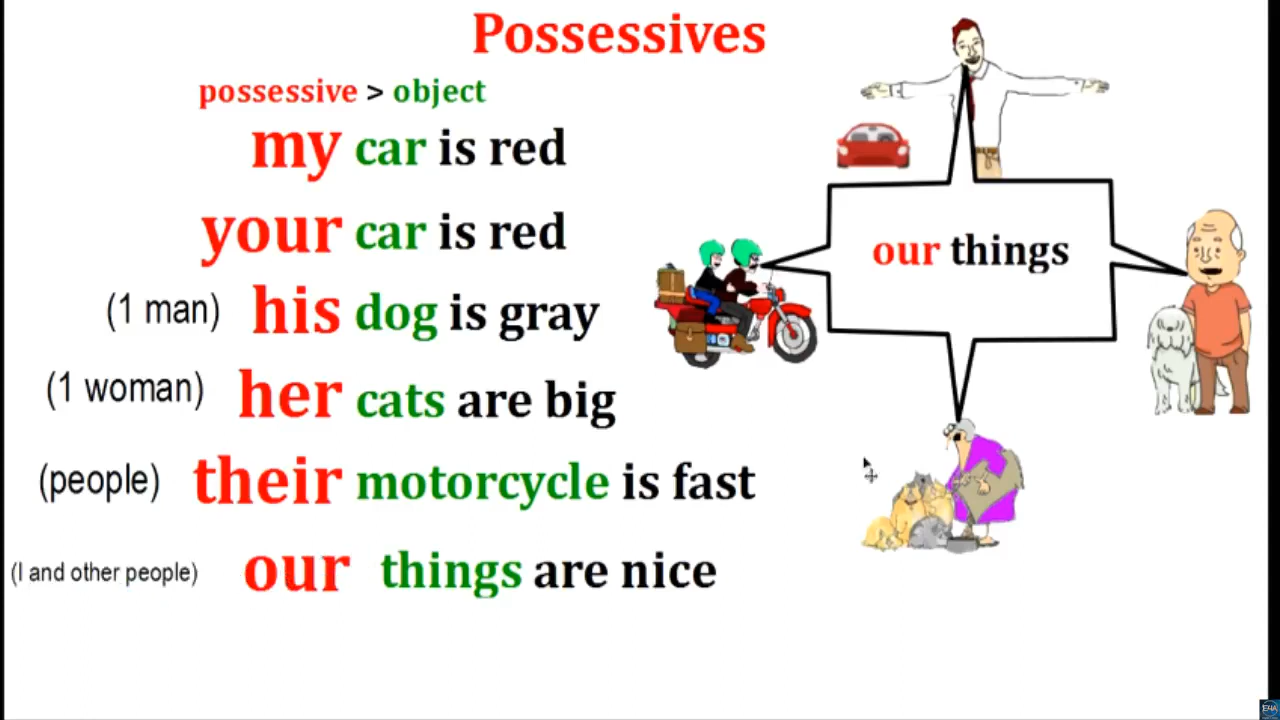 Possessives
possessive > object
my car is red
your car is red
(1 man) his dog is gray
(1 woman) her cats are big
(people) their motorcycle is fast
(I and other people) our things are nice
our things